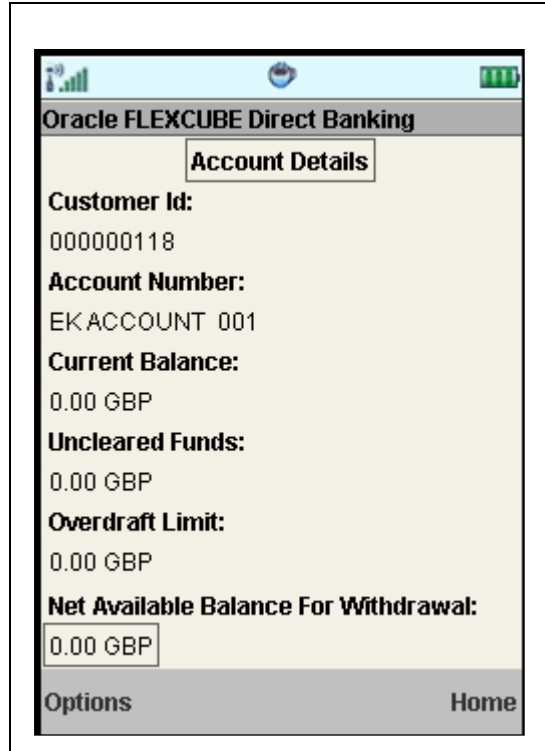 Oracle FLEXCUBE Direct Banking
Account Details
Customer Id:
000000118
Account Number:
EKACCOUNT 001
Current Balance:
0.00 GBP
Uncleared Funds:
0.00 GBP
Overdraft Limit:
0.00 GBP
Net Available Balance For Withdrawal:
0.00 GBP
Options Home